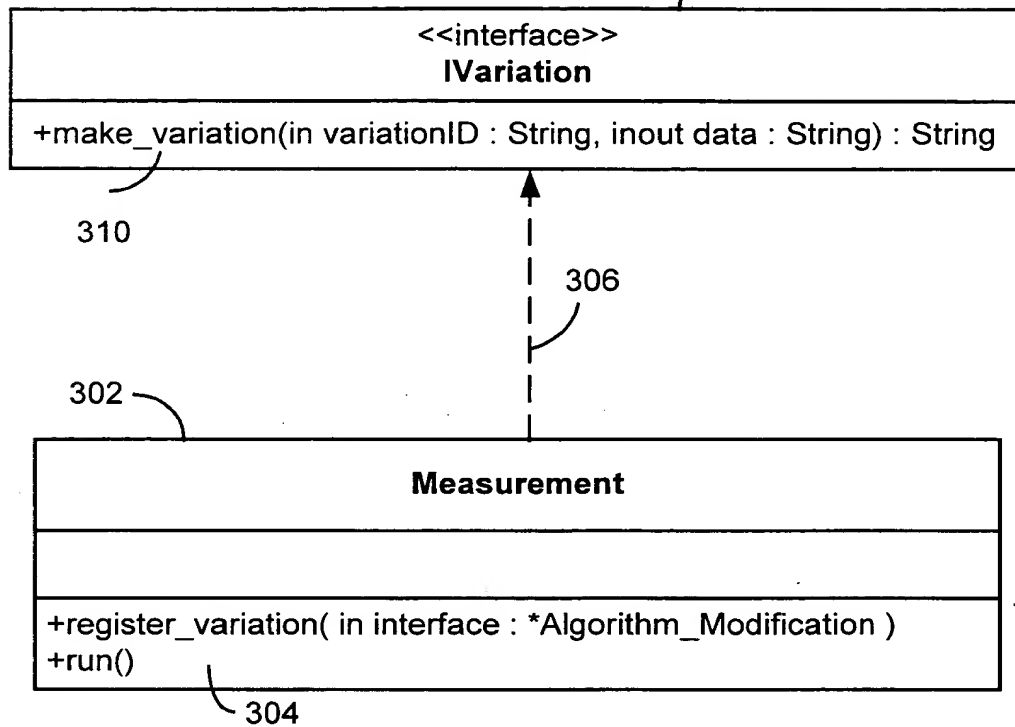 <<interface>>
IVariation
+make_variation(in variationID : String, inout data : String) : String
310
306
302
Measurement
+register_variation( in interface : *Algorithm_Modification )
+run()
304